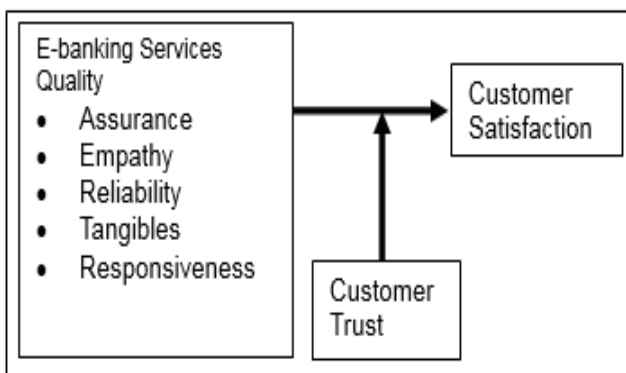 E-banking Services
Quality
• Assurance
• Empathy
• Reliability
• Tangibles
• Responsiveness
Customer
Satisfaction
Customer
Trust